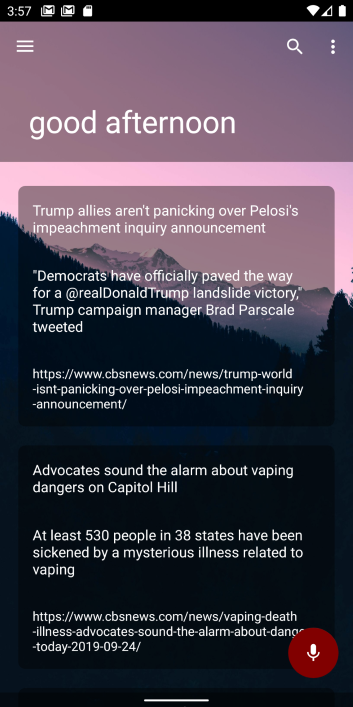 3:57
good afternoon
Trump allies aren't panicking over Pelosi's
impeachment inquiry announcement
"Democrats have officially paved the way
for a @realDonaldTrump landslide victory,"
Trump campaign manager Brad Parscale
tweeted
https://www.cbsnews.com/news/trump-world
-isnt-panicking-over-pelosi-impeachment-inquiry
-announcement/
Advocates sound the alarm about vaping
dangers on Capitol Hill
At least 530 people in 38 states have been
sickened by a mysterious illness related to
vaping
https://www.cbsnews.com/news/vaping-death
-illness-advocates-sound-the-alarm-about-dange
-today-2019-09-24/